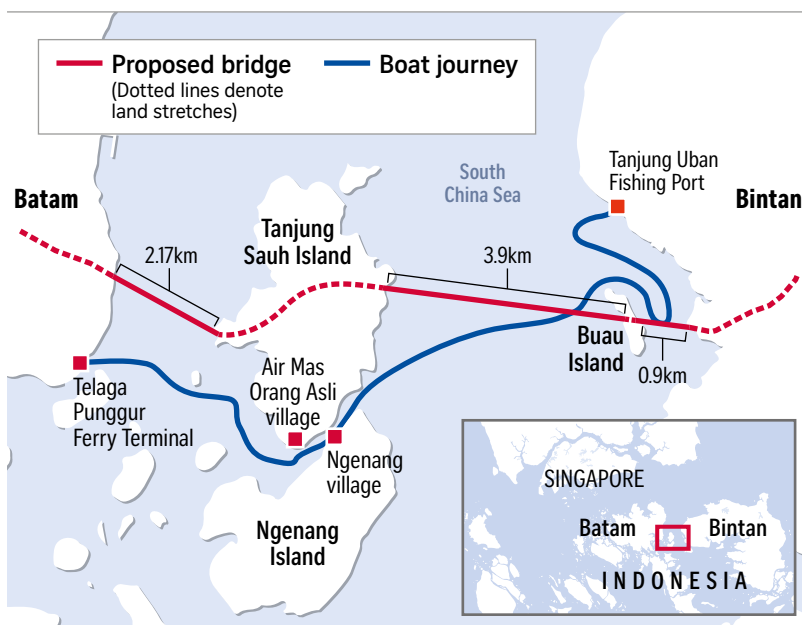 Proposed bridge
(Dotted lines denote
land stretches)
Boat journey
Batam
2.17km
Tanjung
Sauh Island
South
China Sea
3.9km
Tanjung Uban
Fishing Port
Bintan
Buau
Island
0.9km
Telaga
Punggur
Ferry Terminal
Air Mas
Orang Asli
village
Ngenang
village
Ngenang
Island
SINGAPORE
Batam
Bintan
INDONESIA